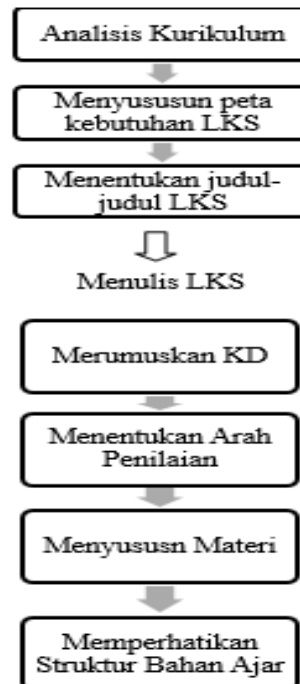 Analisis Kurikulum
Menyususun peta
kebutuhan LKS
Menentukan judul-
judul LKS
Menulis LKS
Merumuskan KD
Menentukan Arah
Penilaian
Menyususn Materi
Memperhatikan
Struktur Bahan Ajar